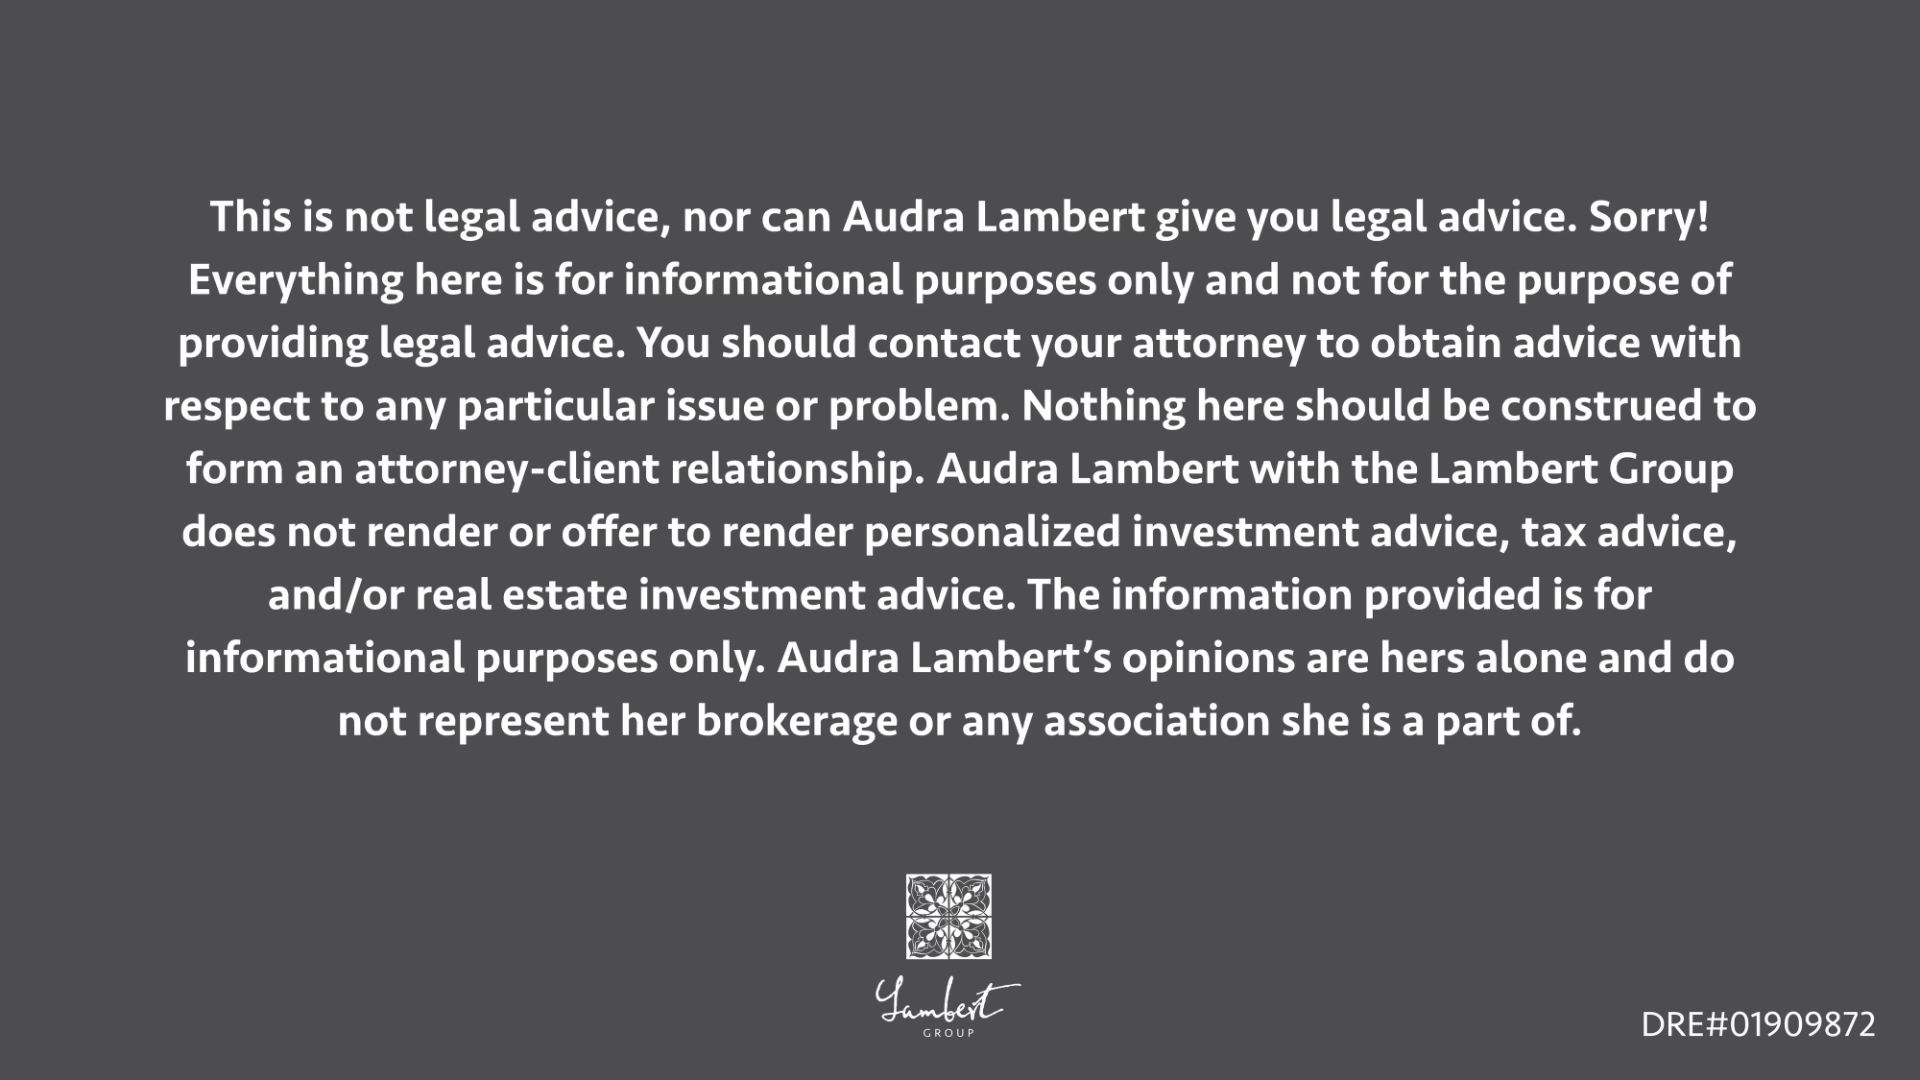 This is not legal advice, nor can Audra Lambert give you legal advice. Sorry!
Everything here is for informational purposes only and not for the purpose of
providing legal advice. You should contact your attorney to obtain advice with
respect to any particular issue or problem. Nothing here should be construed to
form an attorney-client relationship. Audra Lambert with the Lambert Group
does not render or offer to render personalized investment advice, tax advice,
and/or real estate investment advice. The information provided is for
informational purposes only. Audra Lambert’s opinions are hers alone and do
not represent her brokerage or any association she is a part of.
Lambert
GROUP
DRE#01909872